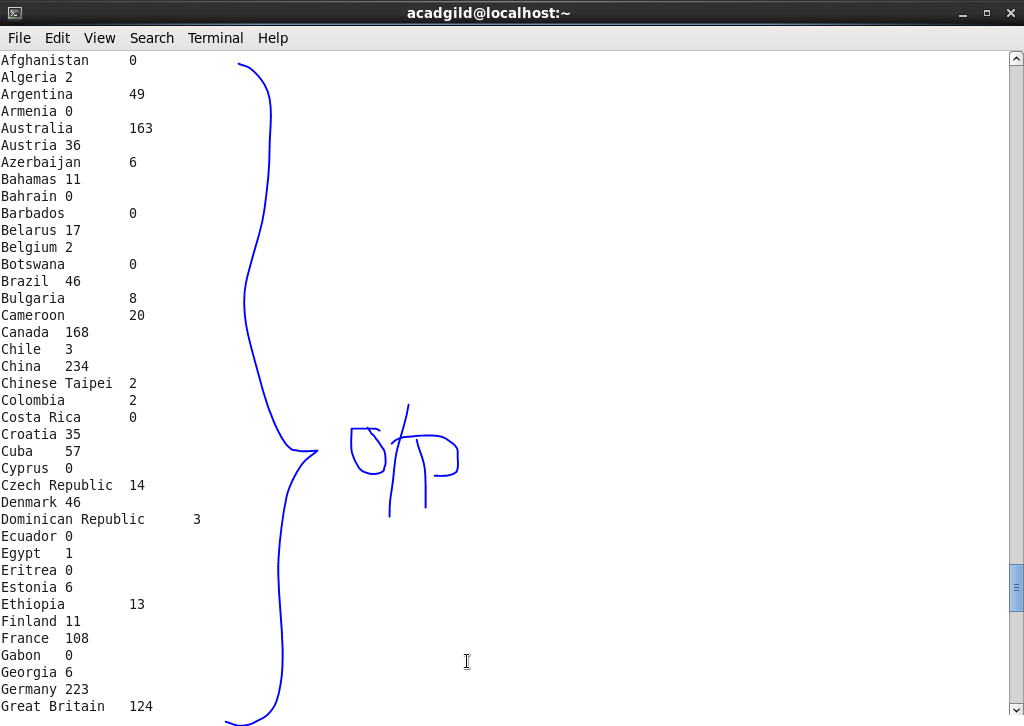 acadgild@localhost:~
File Edit View Search Terminal Help
Afghanistan 0
Algeria 2
Argentina 49
Armenia 0
Australia 163
Austria 36
Azerbaijan 6
Bahamas 11
Bahrain 0
Barbados 0
Belarus 17
Belgium 2
Botswana 0
Brazil 46
Bulgaria 8
Cameroon 20
Canada 168
Chile 3
China 234
Chinese Taipei 2
Colombia 2
Costa Rica 0
Croatia 35
Cuba 57
Cyprus 0
Czech Republic 14
Denmark 46
Dominican Republic 3
Ecuador 0
Egypt 1
Eritrea 0
Estonia 6
Ethiopia 13
Finland 11
France 108
Gabon 0
Georgia 6
Germany 223
Great Britain 124
o/p